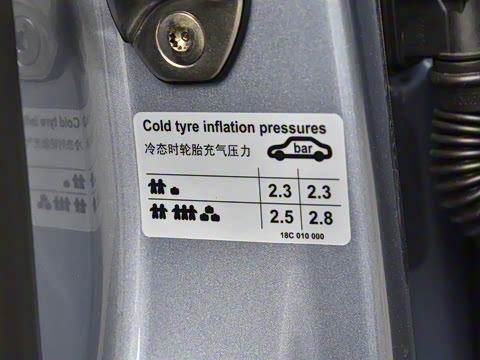 Cold tyre inflation pressures
冷态时轮胎充气压力 bar
2.3 2.3
2.5 2.8
18C 010 000